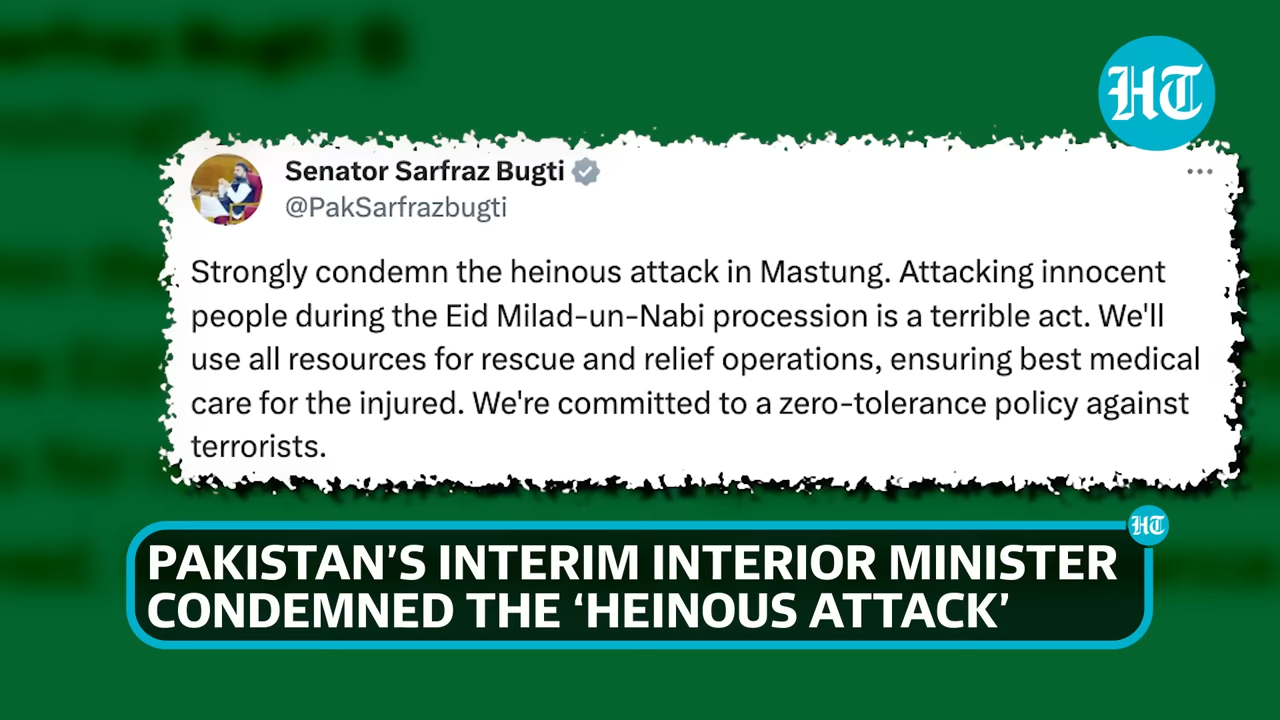 HT
Senator Sarfraz Bugti
@PakSarfrazbugti
Strongly condemn the heinous attack in Mastung. Attacking innocent
people during the Eid Milad-un-Nabi procession is a terrible act. We'll
use all resources for rescue and relief operations, ensuring best medical
care for the injured. We're committed to a zero-tolerance policy against
terrorists.
HT
PAKISTAN’S INTERIM INTERIOR MINISTER
CONDEMNED THE ‘HEINOUS ATTACK’